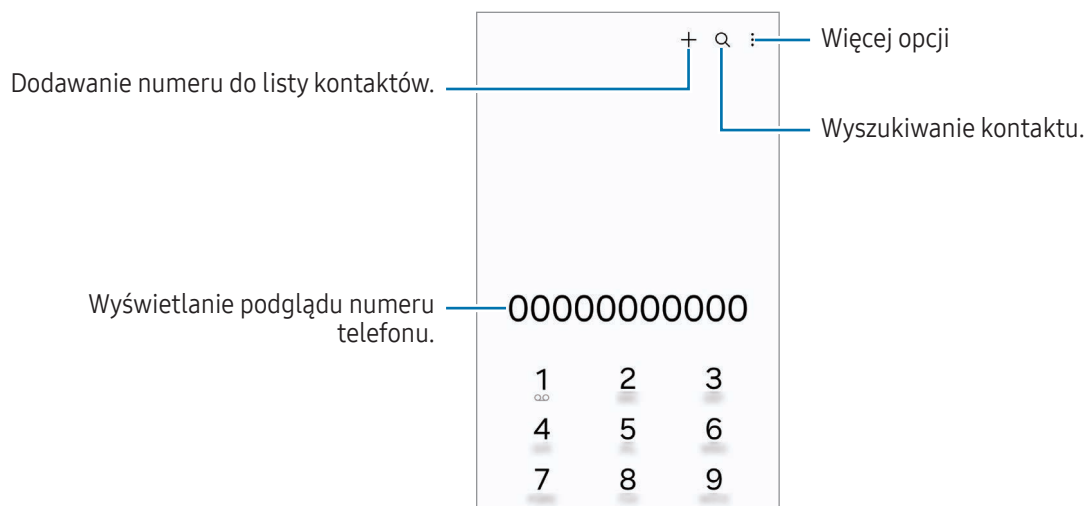 Więcej opcji
Dodawanie numeru do listy kontaktów.
Wyszukiwanie kontaktu.
Wyświetlanie podglądu numeru
telefonu.
00000000000
1 2 3
4 5 6
7 8 9